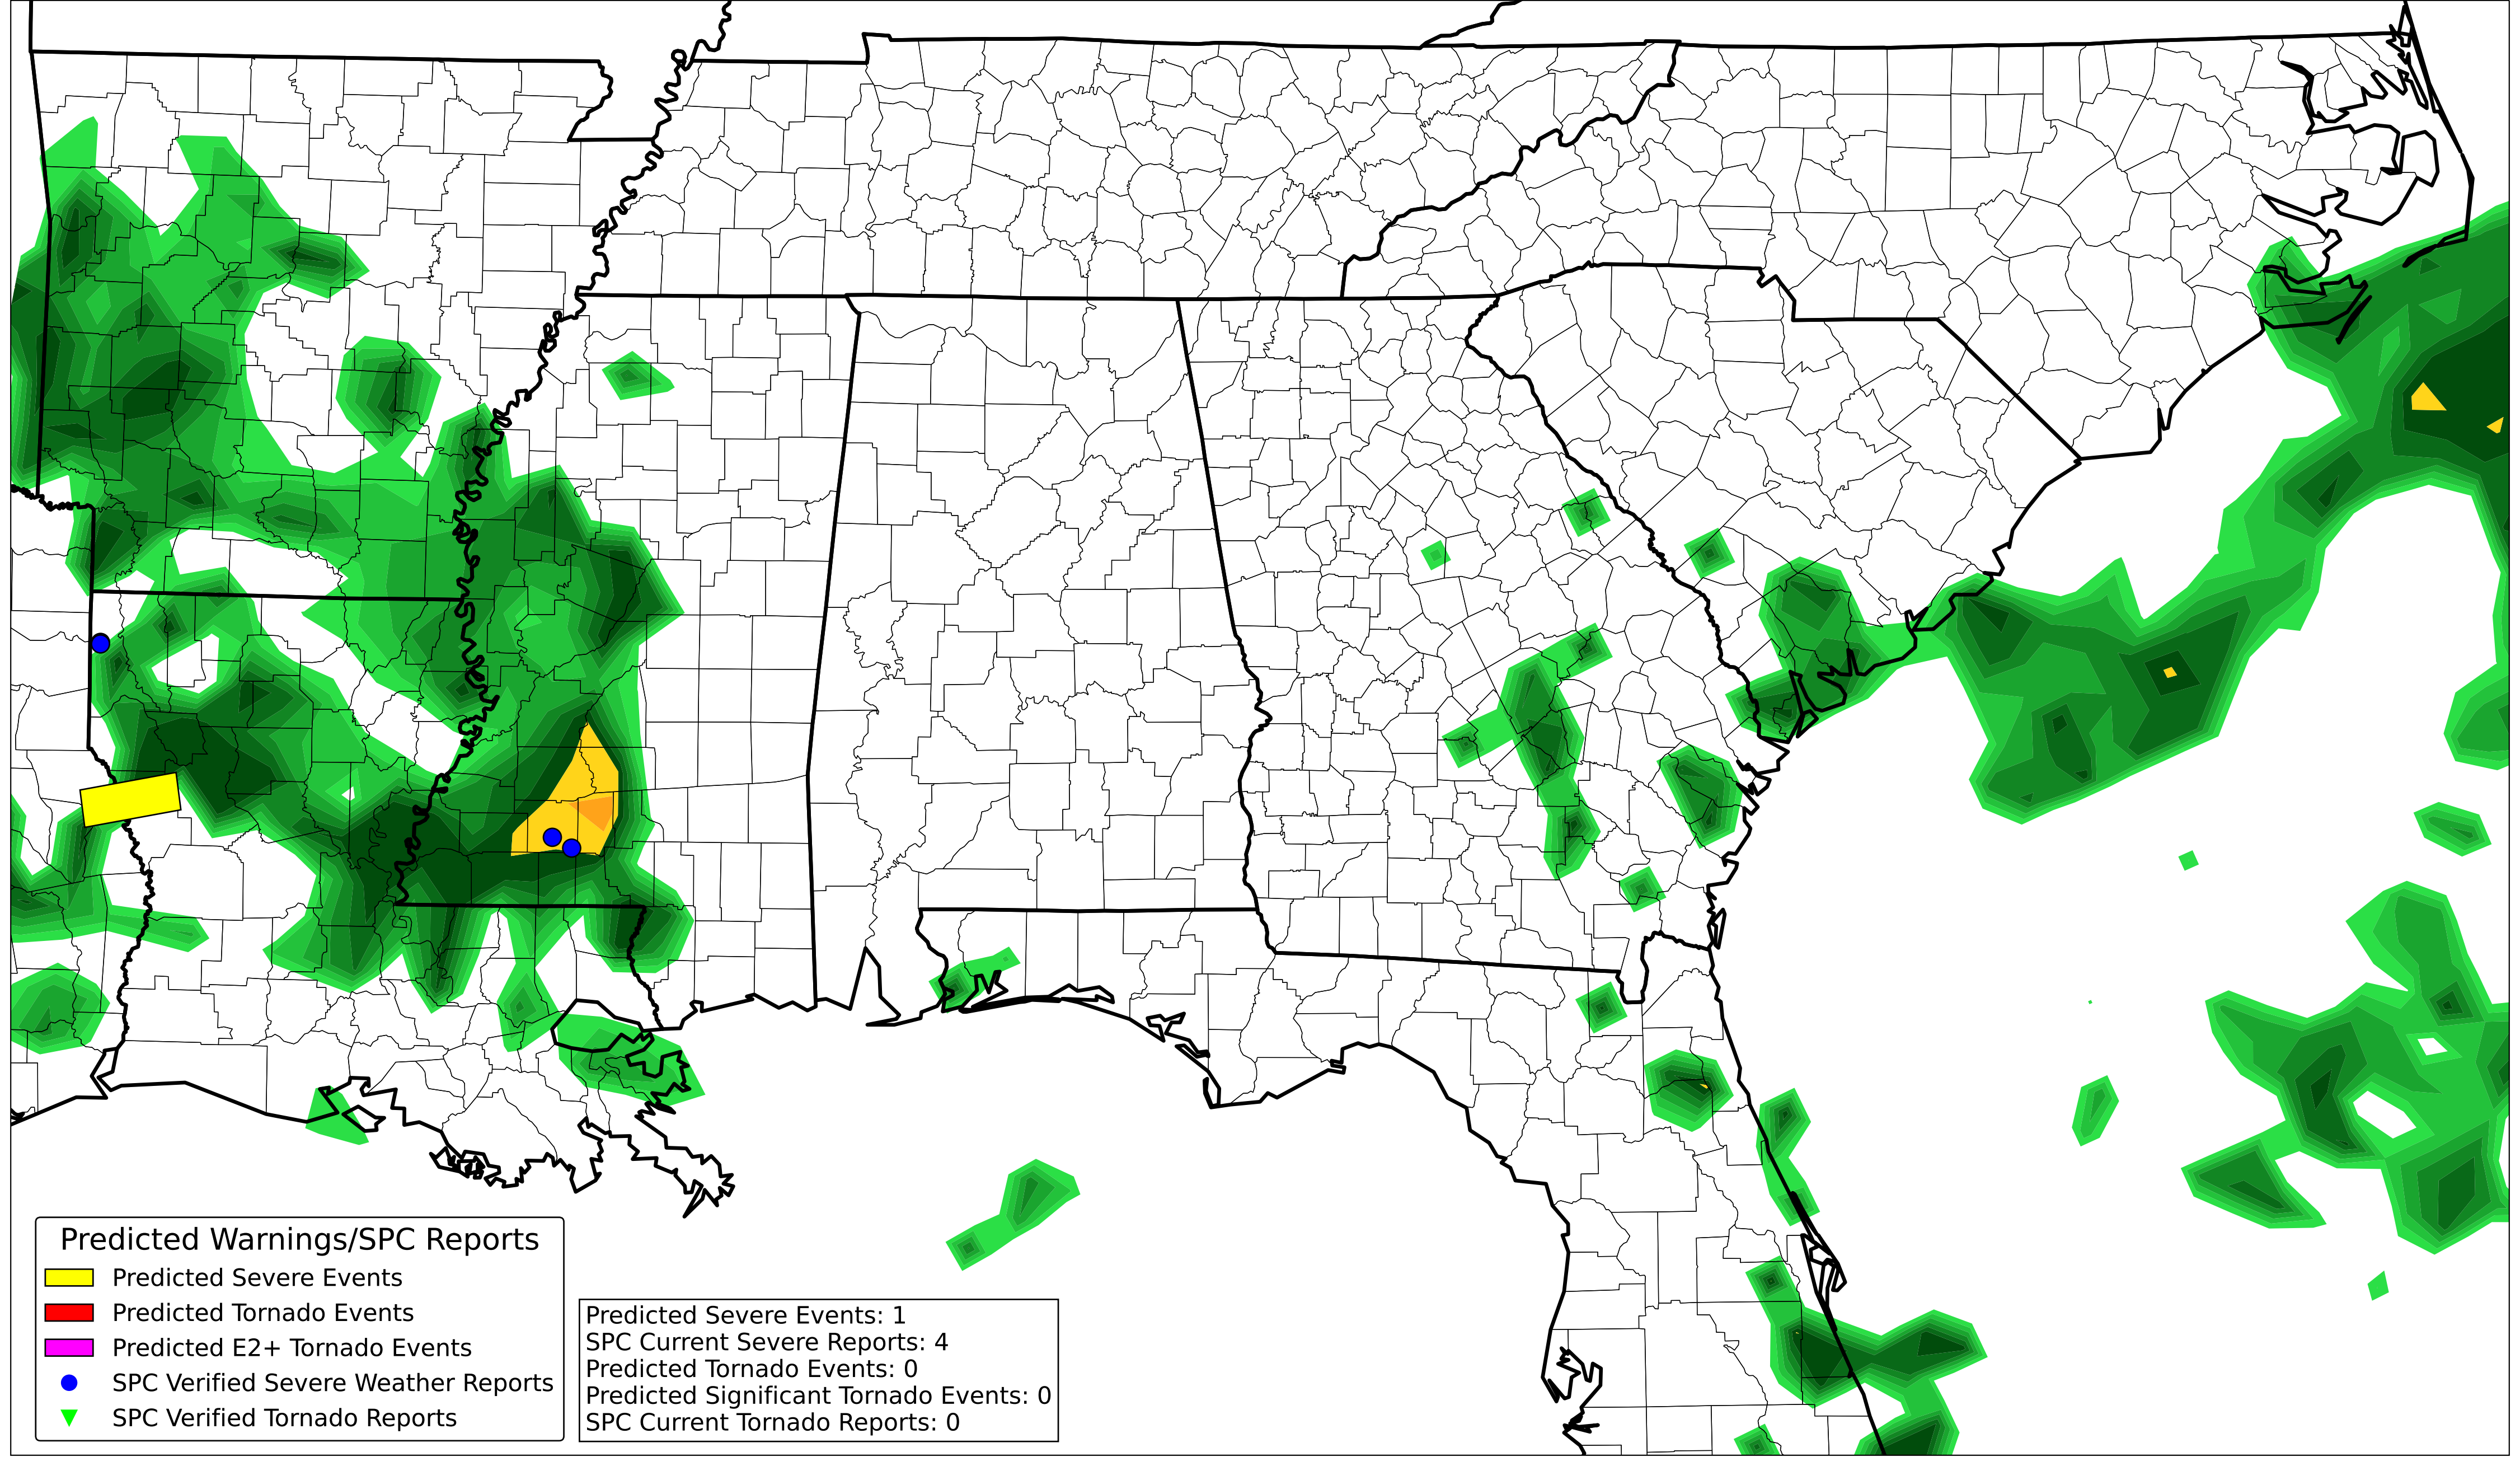 Predicted Warnings/SPC Reports
Predicted Severe Events
Predicted Tornado Events
Predicted E2+ Tornado Events
SPC Verified Severe Weather Reports
SPC Verified Tornado Reports
Predicted Severe Events: 1
SPC Current Severe Reports: 4
Predicted Tornado Events: 0
Predicted Significant Tornado Events: 0
SPC Current Tornado Reports: 0